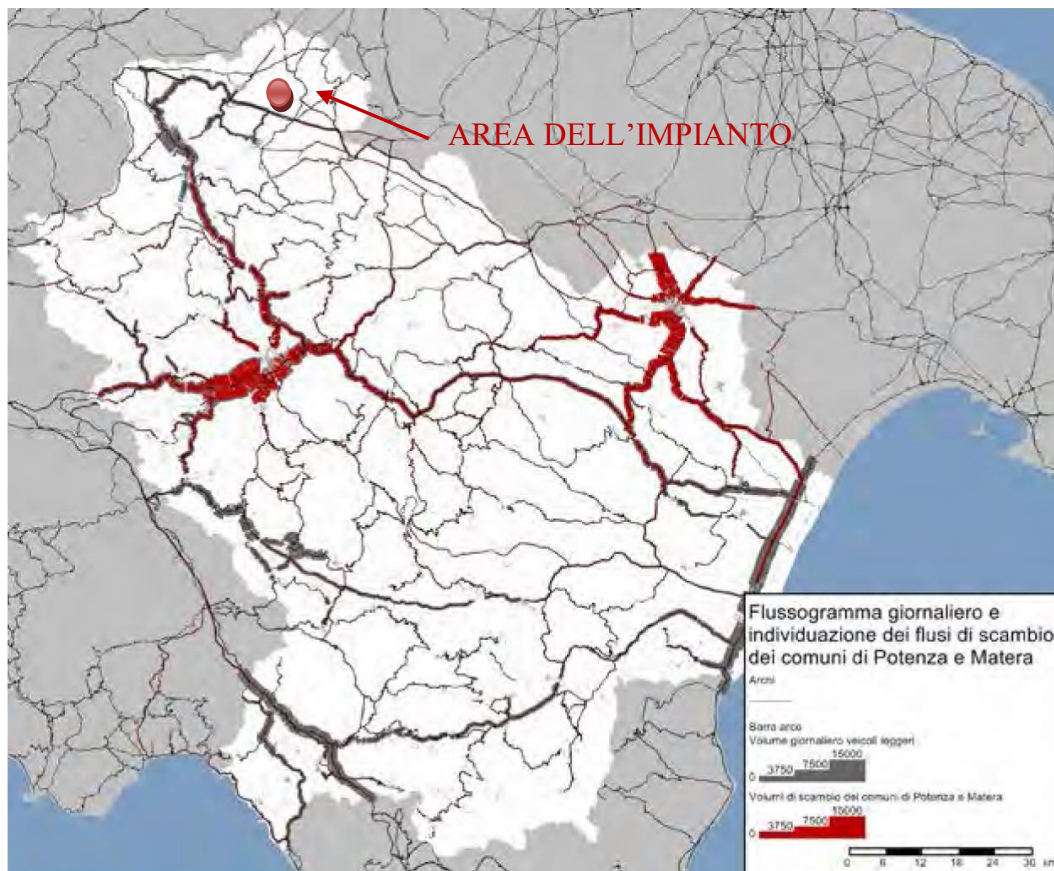 AREA DELL'IMPIANTO
Flussogramma giornaliero e
individuazione dei flusi di scambio
dei comuni di Potenza e Matera
Archi
Barra arco
Volume giornaliero veicoli leggeri
0 3750 7500 15000
Volumi di scambio dei comuni di Potenza e Matera
0 3750 7500 15000
0 6 12 18 24 30 km